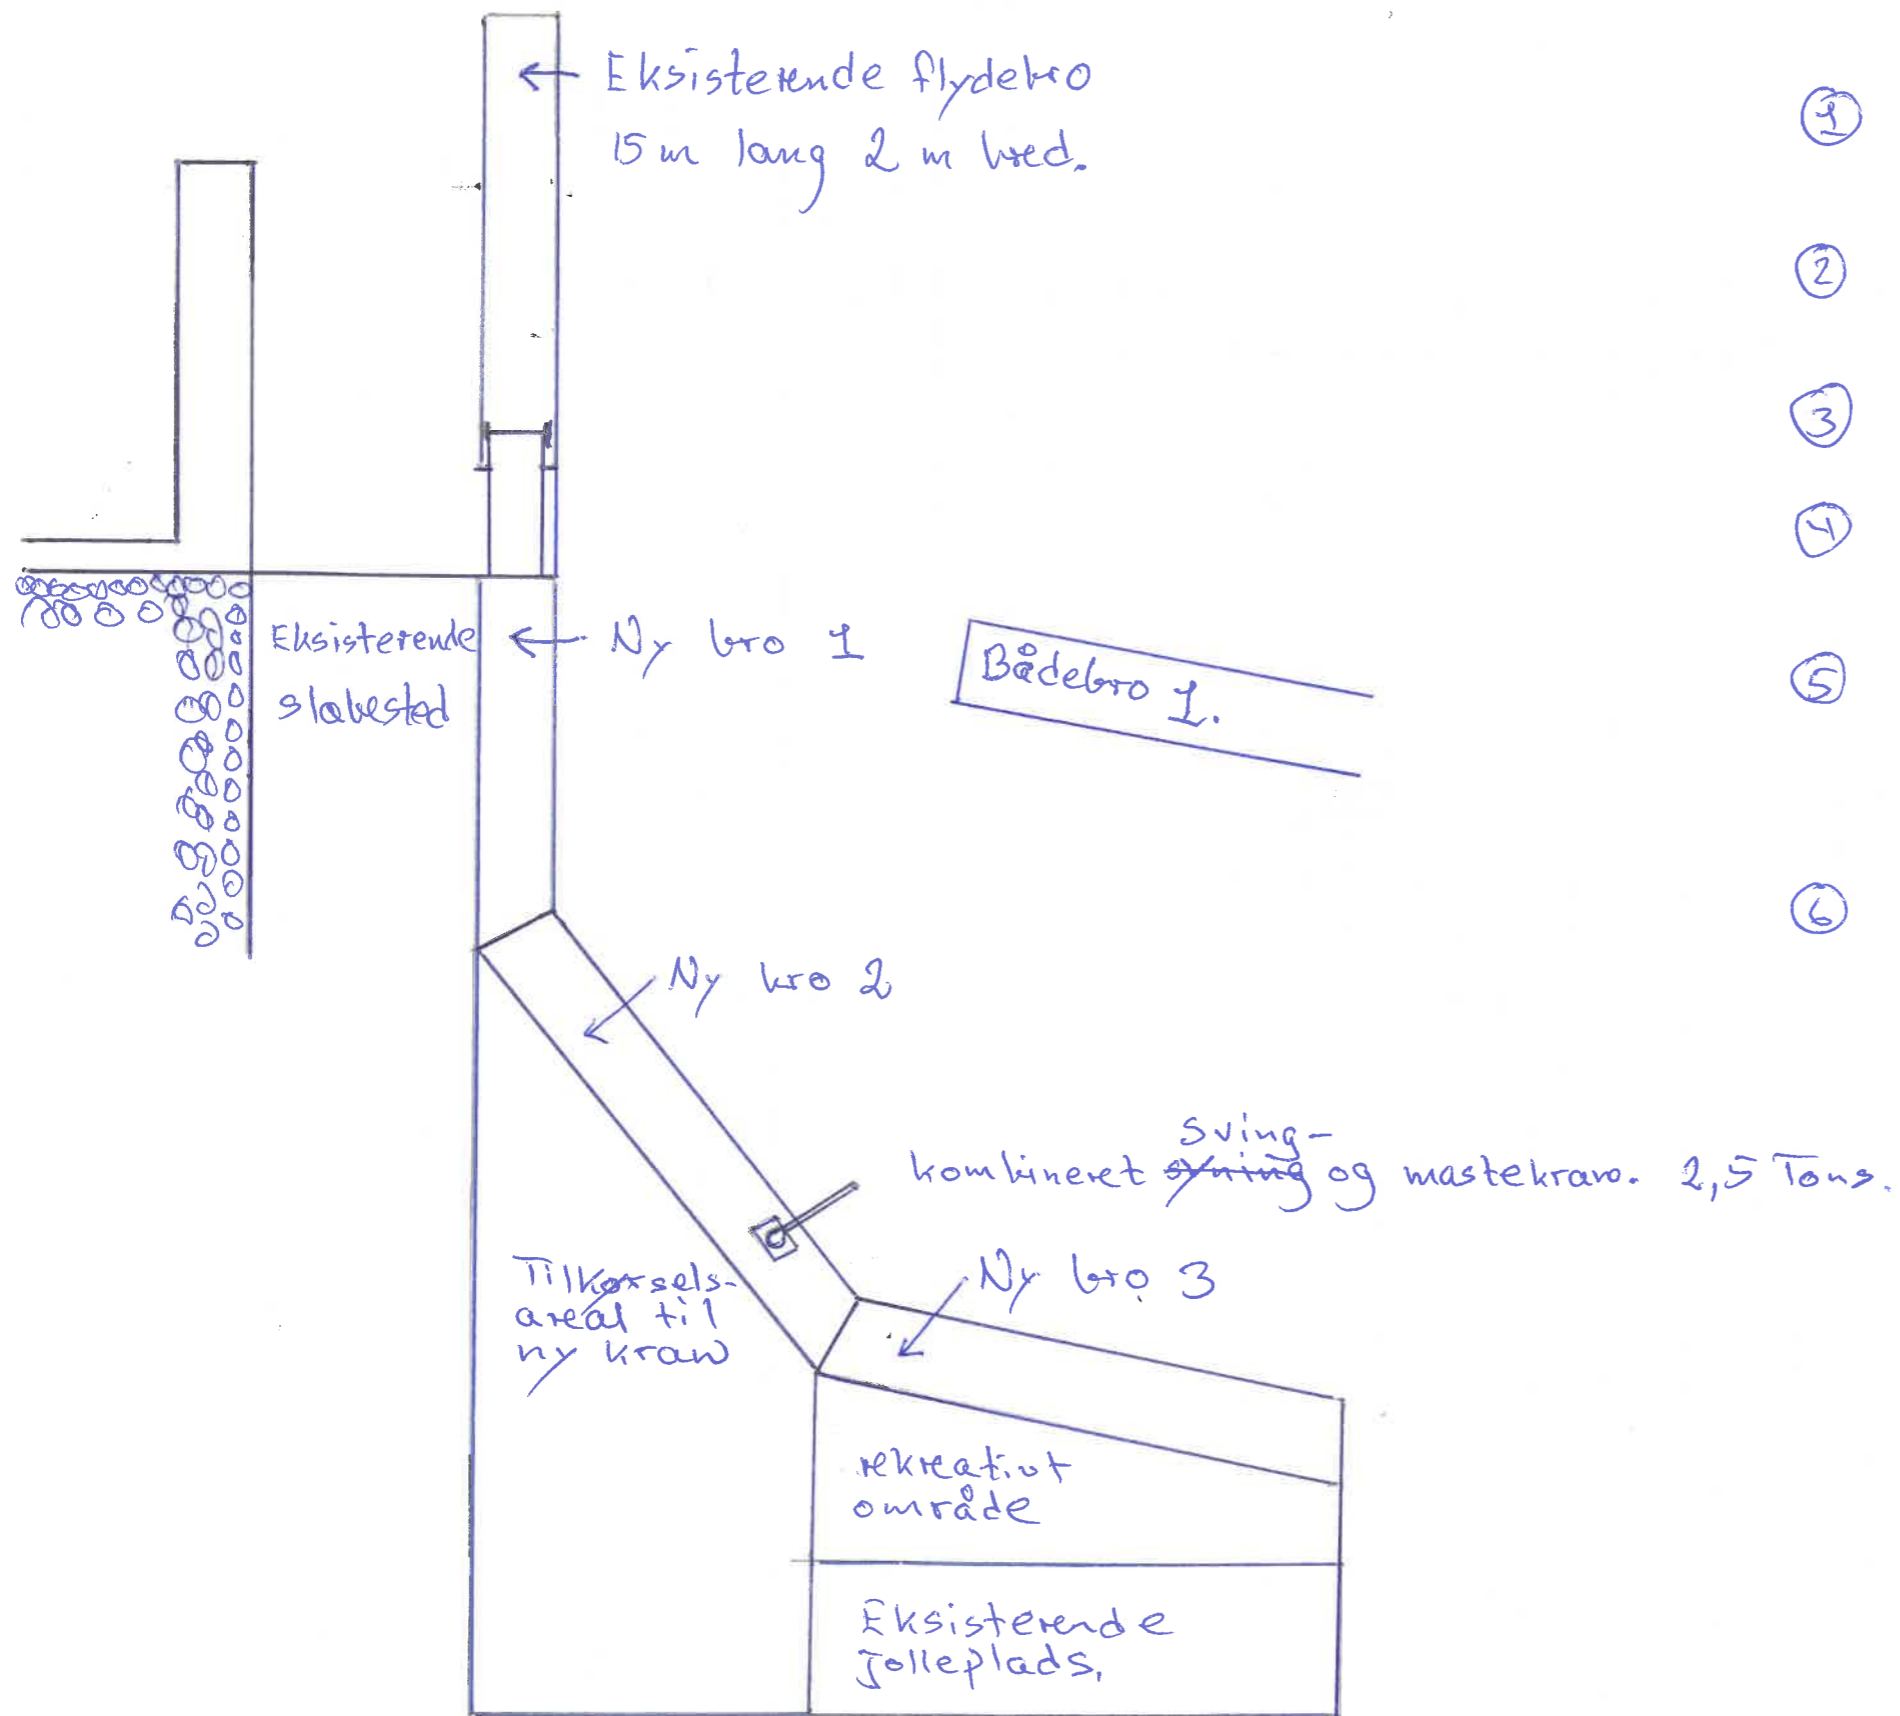 Eksisterende flydebro
15 m lang 2 m bred.
1
2
3
4
Eksisterende
slæbested
Ny bro 1
Bådebro 1.
5
6
Ny bro 2
Sving-
kombineret syning og mastekran. 2,5 Tons.
Tilkørsels-
areal til
ny kran
Ny bro 3
rekreativt
område
Eksisterende
jolleplads,